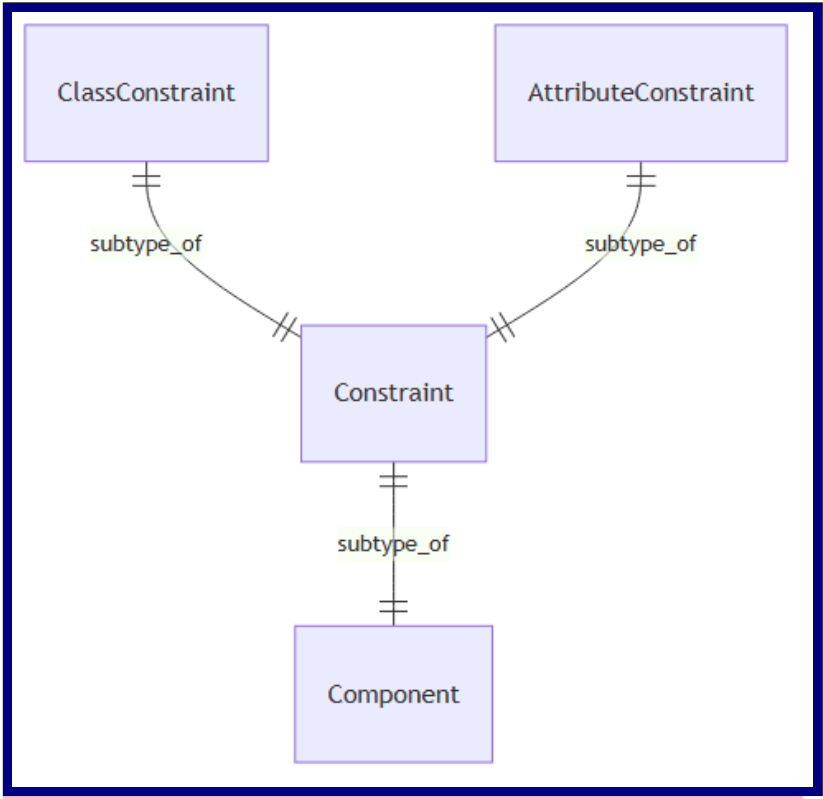 ClassConstraint
AttributeConstraint
subtype_of
subtype_of
Constraint
subtype_of
Component